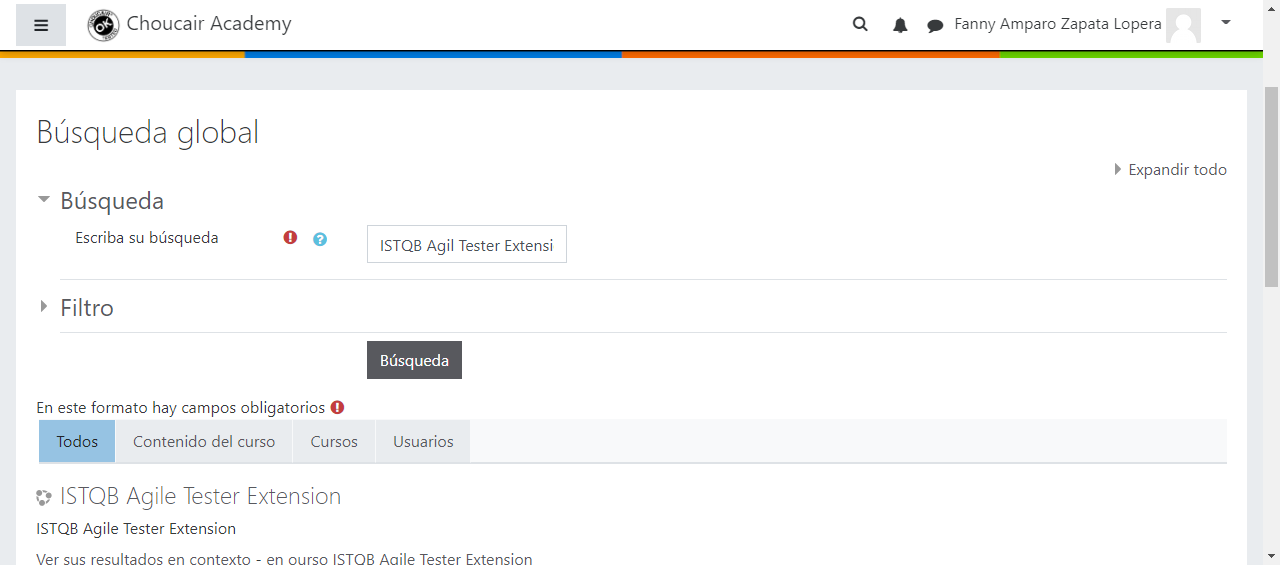 Choucair Academy
Fanny Amparo Zapata Lopera
Búsqueda global
Expandir todo
Búsqueda
Escriba su búsqueda
ISTQB Agil Tester Extensi
Filtro
Búsqueda
En este formato hay campos obligatorios
Todos Contenido del curso Cursos Usuarios
ISTQB Agile Tester Extension
ISTQB Agile Tester Extension
Ver sus resultados en contexto - en ourso ISTQB Agile Tester Extension